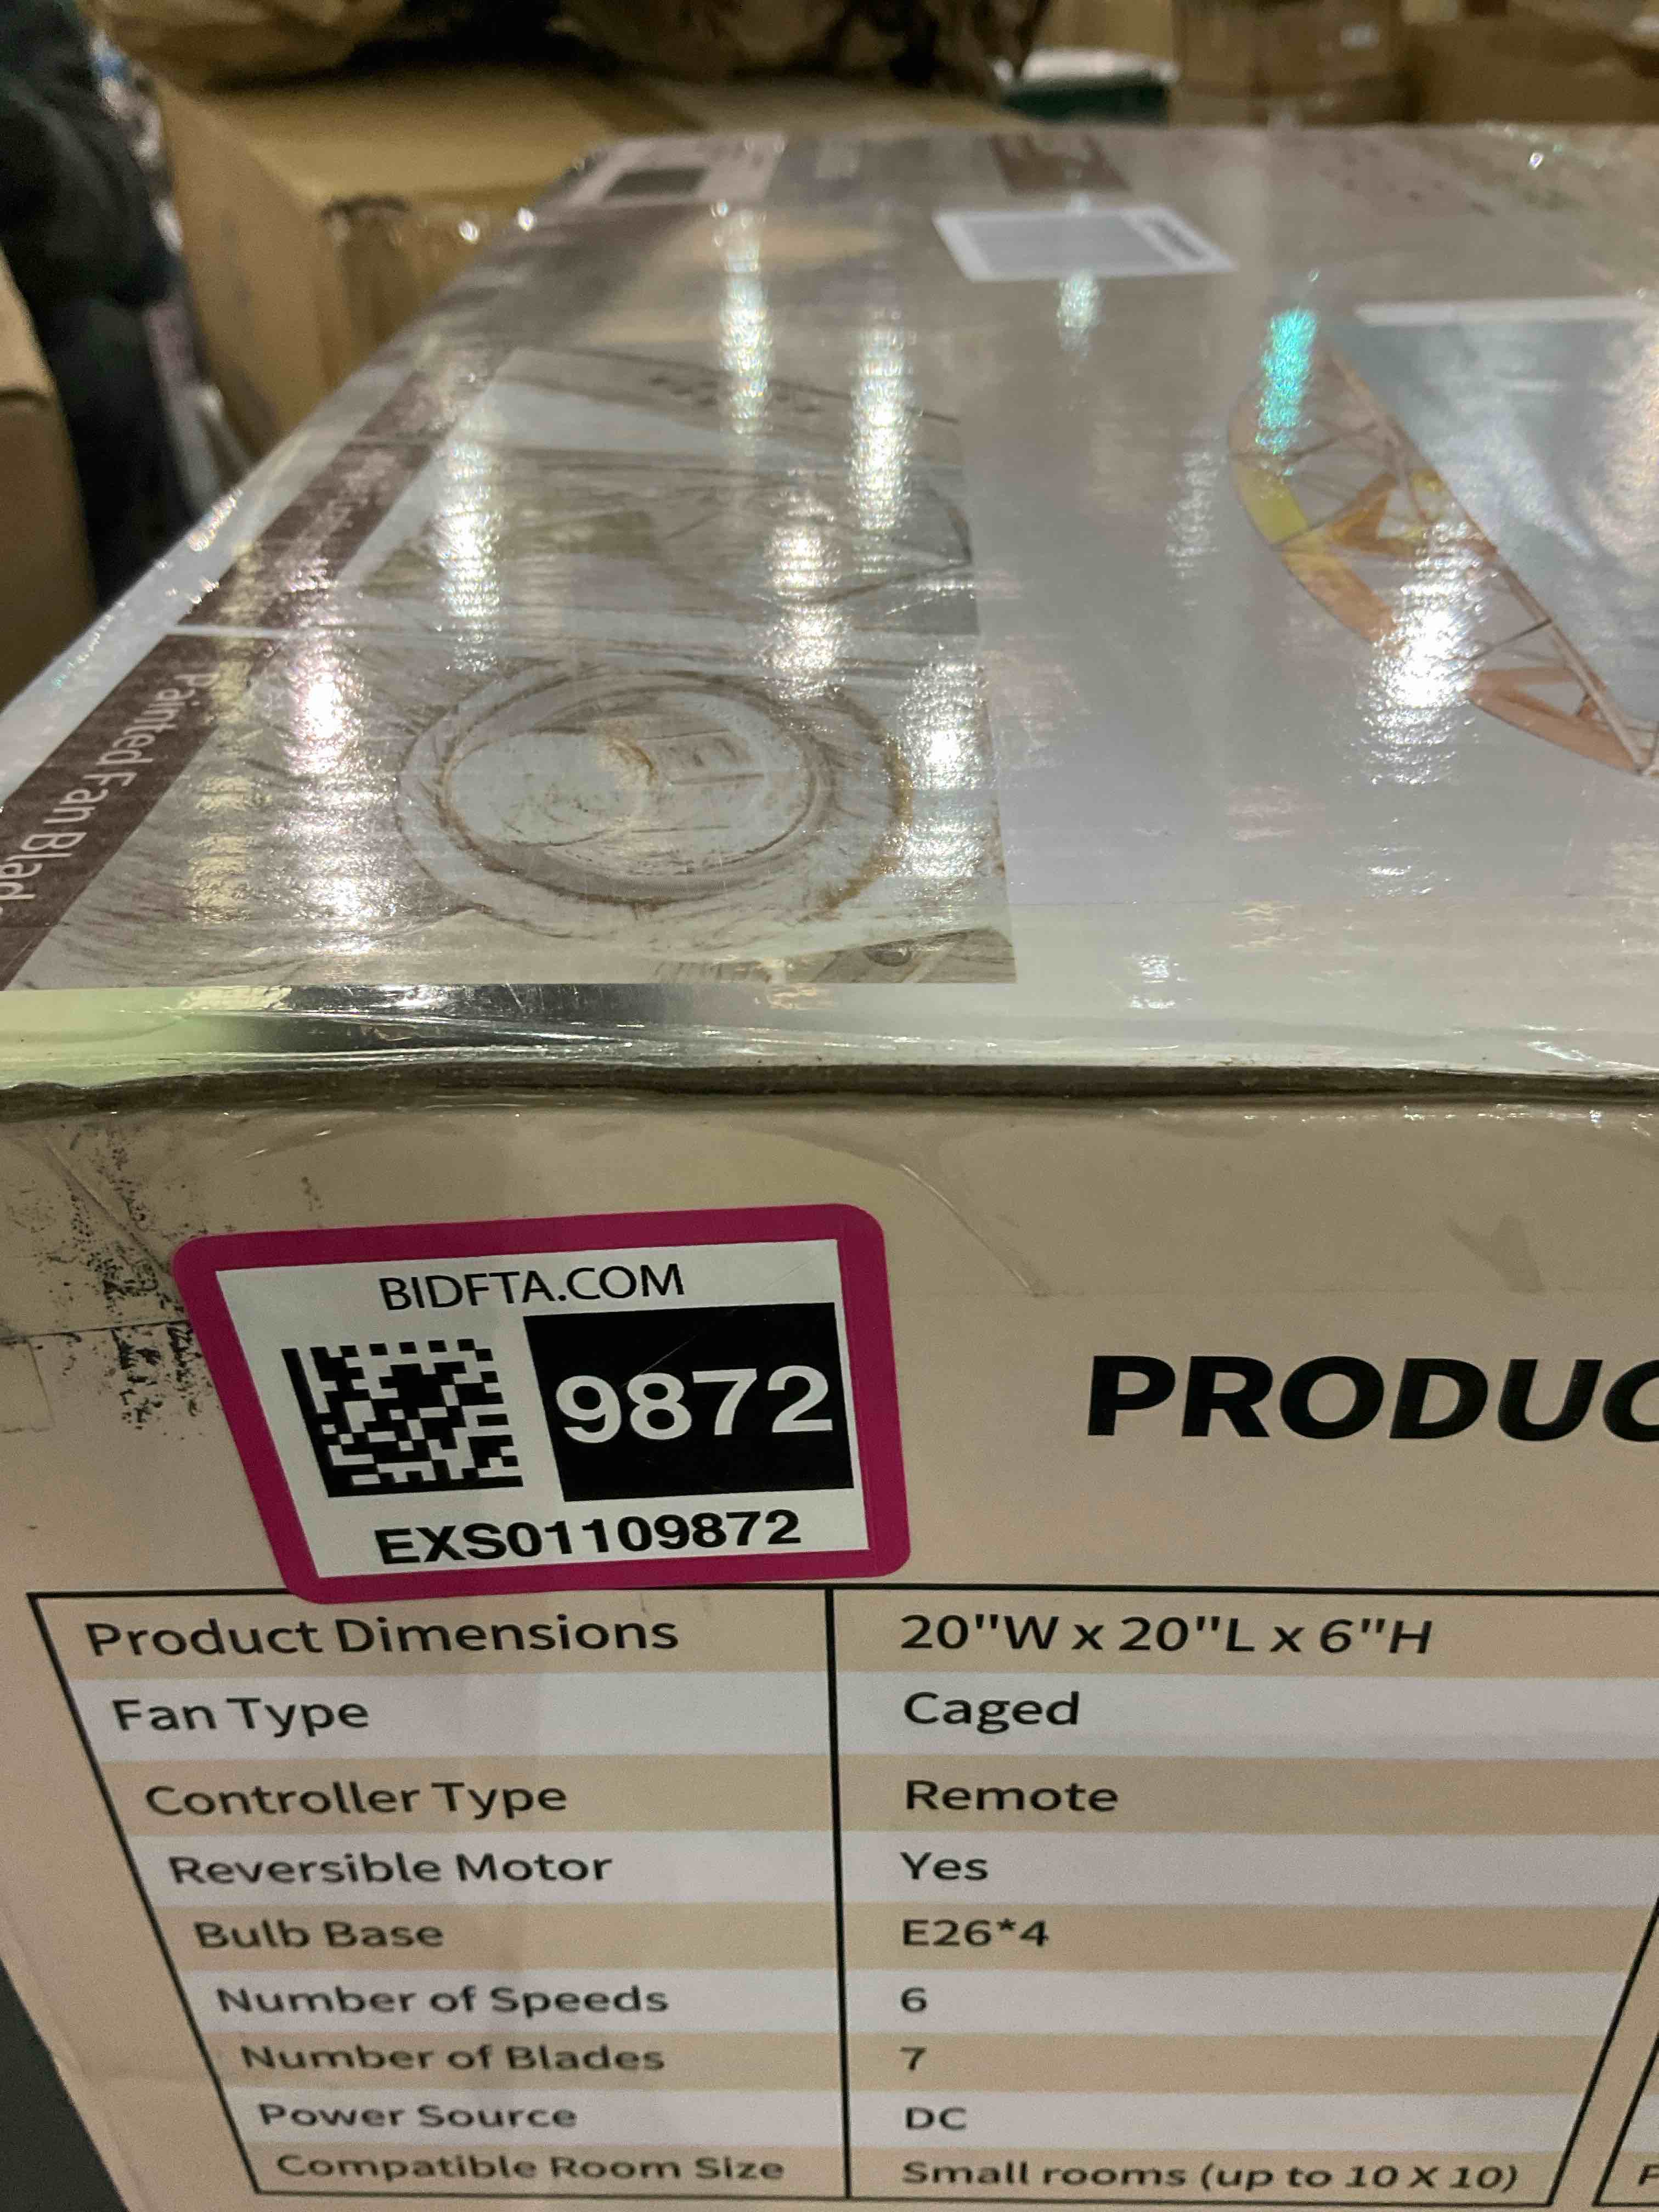 Painted Fan Blad
BIDFTA.COM
9872
EXS01109872
PRODUC
Product Dimensions 20"W x 20"L x 6"H
Fan Type Caged
Controller Type Remote
Reversible Motor Yes
Bulb Base E26*4
Number of Speeds 6
Number of Blades 7
Power Source DC
Compatible Room Size Small rooms (up to 10 X 10)